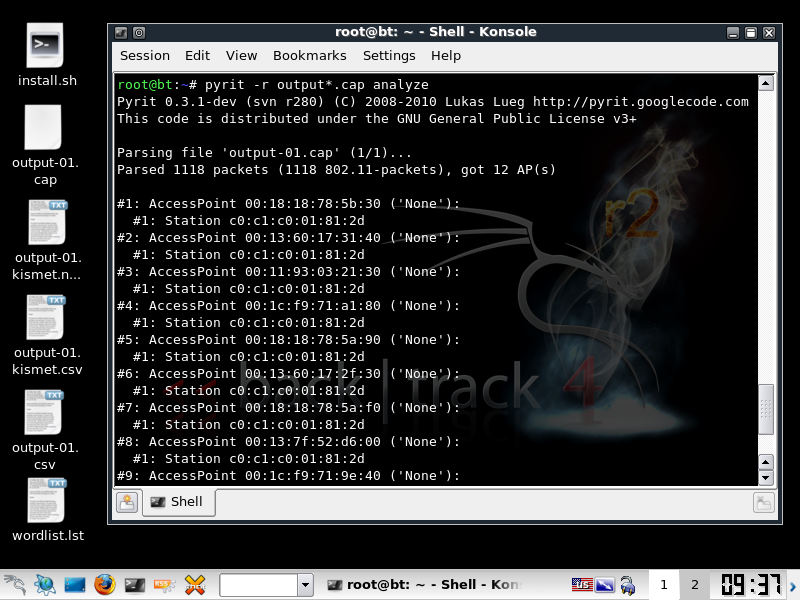 root@bt: ~ - Shell - Konsole
Session Edit View Bookmarks Settings Help
root@bt:~# pyrit -r output*.cap analyze
Pyrit 0.3.1-dev (svn r280) (C) 2008-2010 Lukas Lueg http://pyrit.googlecode.com
This code is distributed under the GNU General Public License v3+
Parsing file 'output-01.cap' (1/1)...
Parsed 1118 packets (1118 802.11-packets), got 12 AP(s)
#1: AccessPoint 00:18:18:78:5b:30 ('None'):
#1: Station c0:c1:c0:01:81:2d
#2: AccessPoint 00:13:60:17:31:40 ('None'):
#1: Station c0:c1:c0:01:81:2d
#3: AccessPoint 00:11:93:03:21:30 ('None'):
#1: Station c0:c1:c0:01:81:2d
#4: AccessPoint 00:1c:f9:71:a1:80 ('None'):
#1: Station c0:c1:c0:01:81:2d
#5: AccessPoint 00:18:18:78:5a:90 ('None'):
#1: Station c0:c1:c0:01:81:2d
#6: AccessPoint 00:13:60:17:2f:30 ('None'):
#1: Station c0:c1:c0:01:81:2d
#7: AccessPoint 00:18:18:78:5a:f0 ('None'):
#1: Station c0:c1:c0:01:81:2d
#8: AccessPoint 00:13:7f:52:d6:00 ('None'):
#1: Station c0:c1:c0:01:81:2d
#9: AccessPoint 00:1c:f9:71:9e:40 ('None'):
r2
<< back | track 4
Shell
install.sh
output-01.
cap
TXT
output-01.
kismet.n...
TXT
output-01.
kismet.csv
TXT
output-01.
csv
TXT
wordlist.lst
root@bt: ~ - Shell - Kon
US
1 2
09:37